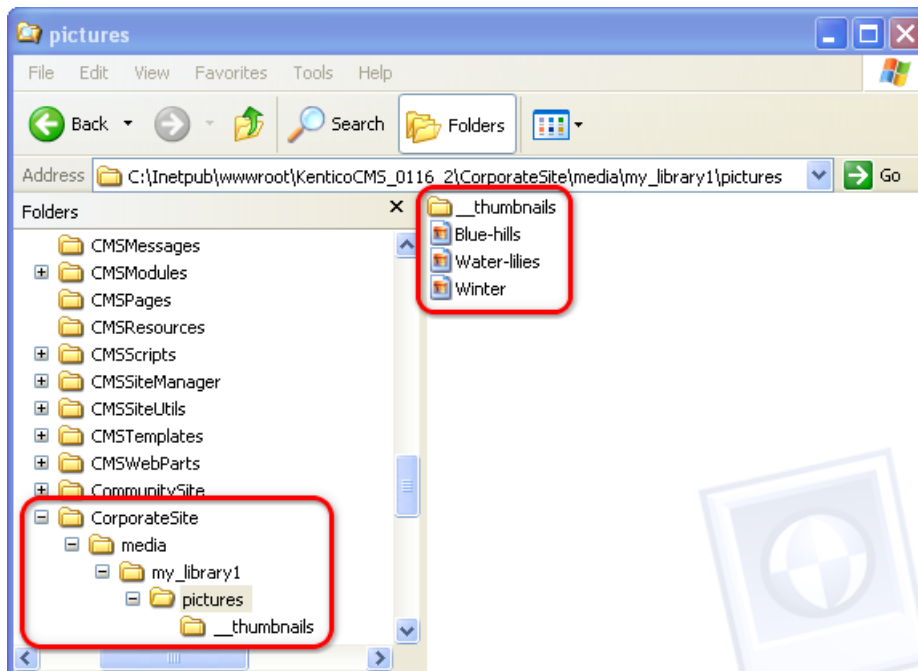 pictures
File Edit View Favorites Tools Help
Back Search Folders
Address C:\Inetpub\wwwroot\KenticoCMS_0116_2\CorporateSite\media\my_library1\pictures Go
Folders
__thumbnails
Blue-hills
Water-lilies
Winter
CMSMessages
CMSModules
CMSPages
CMSResources
CMSScripts
CMSSiteManager
CMSSiteUtils
CMSTemplates
CMSWebParts
CommunitySite
CorporateSite
media
my_library1
pictures
__thumbnails